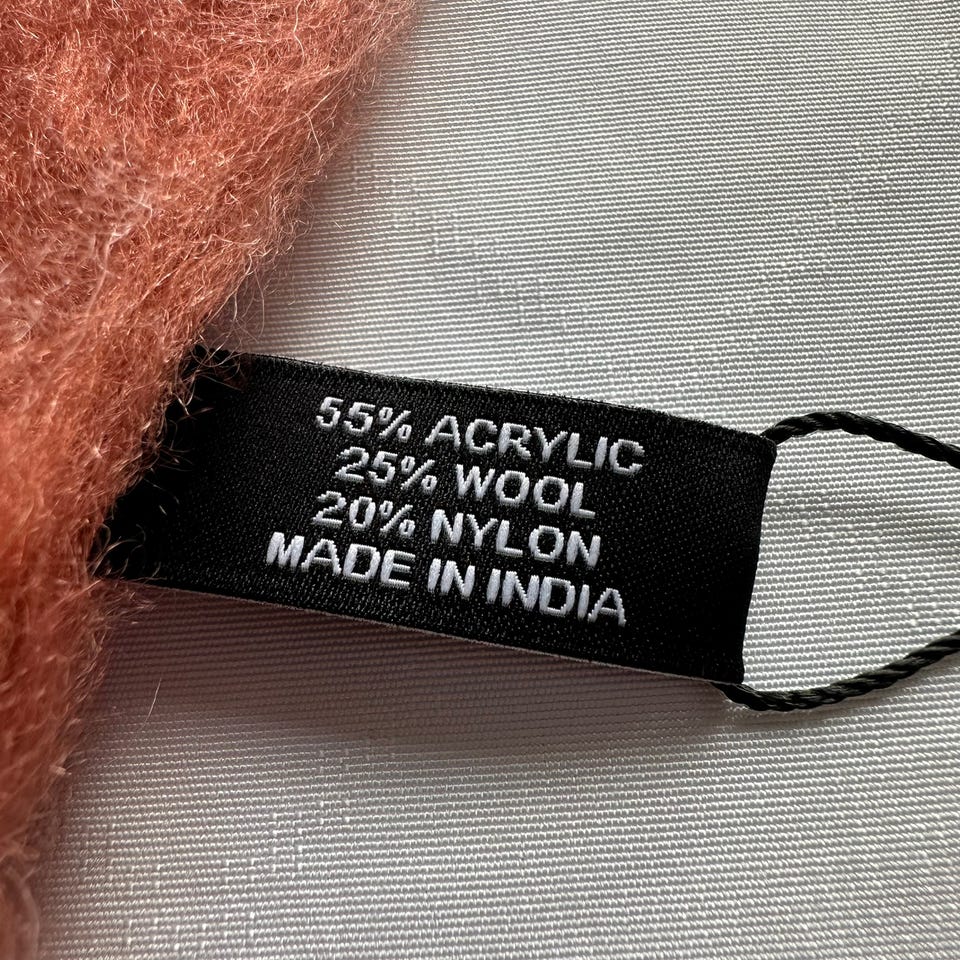 55% ACRYLIC
25% WOOL
20% NYLON
MADE IN INDIA